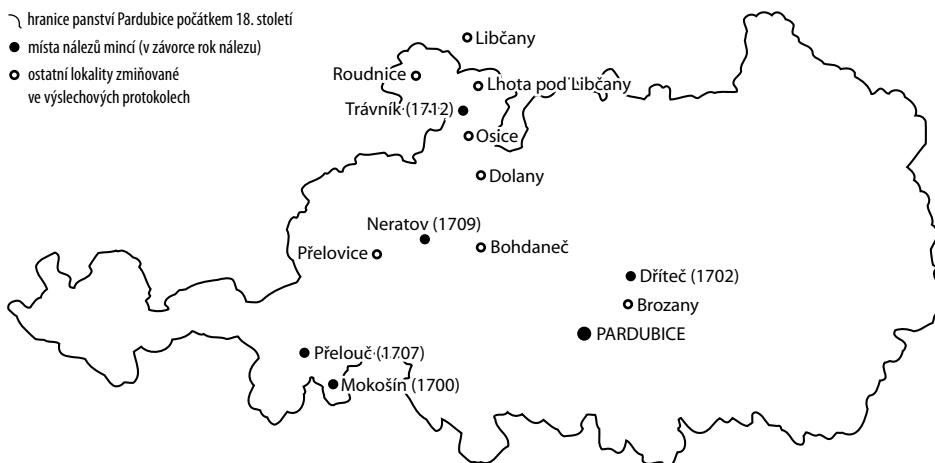 hranice panství Pardubice počátkem 18. století
místa nálezů mincí (v závorce rok nálezu)
ostatní lokality zmiňované
ve výslechových protokolech
Libčany
Roudnice
Lhota pod Libčany
Trávník (1712)
Osice
Dolany
Neratov (1709)
Přelovice
Bohdaneč
Dříteč (1702)
Brozany
PARDUBICE
Přelouč (1707)
Mokošín (1700)